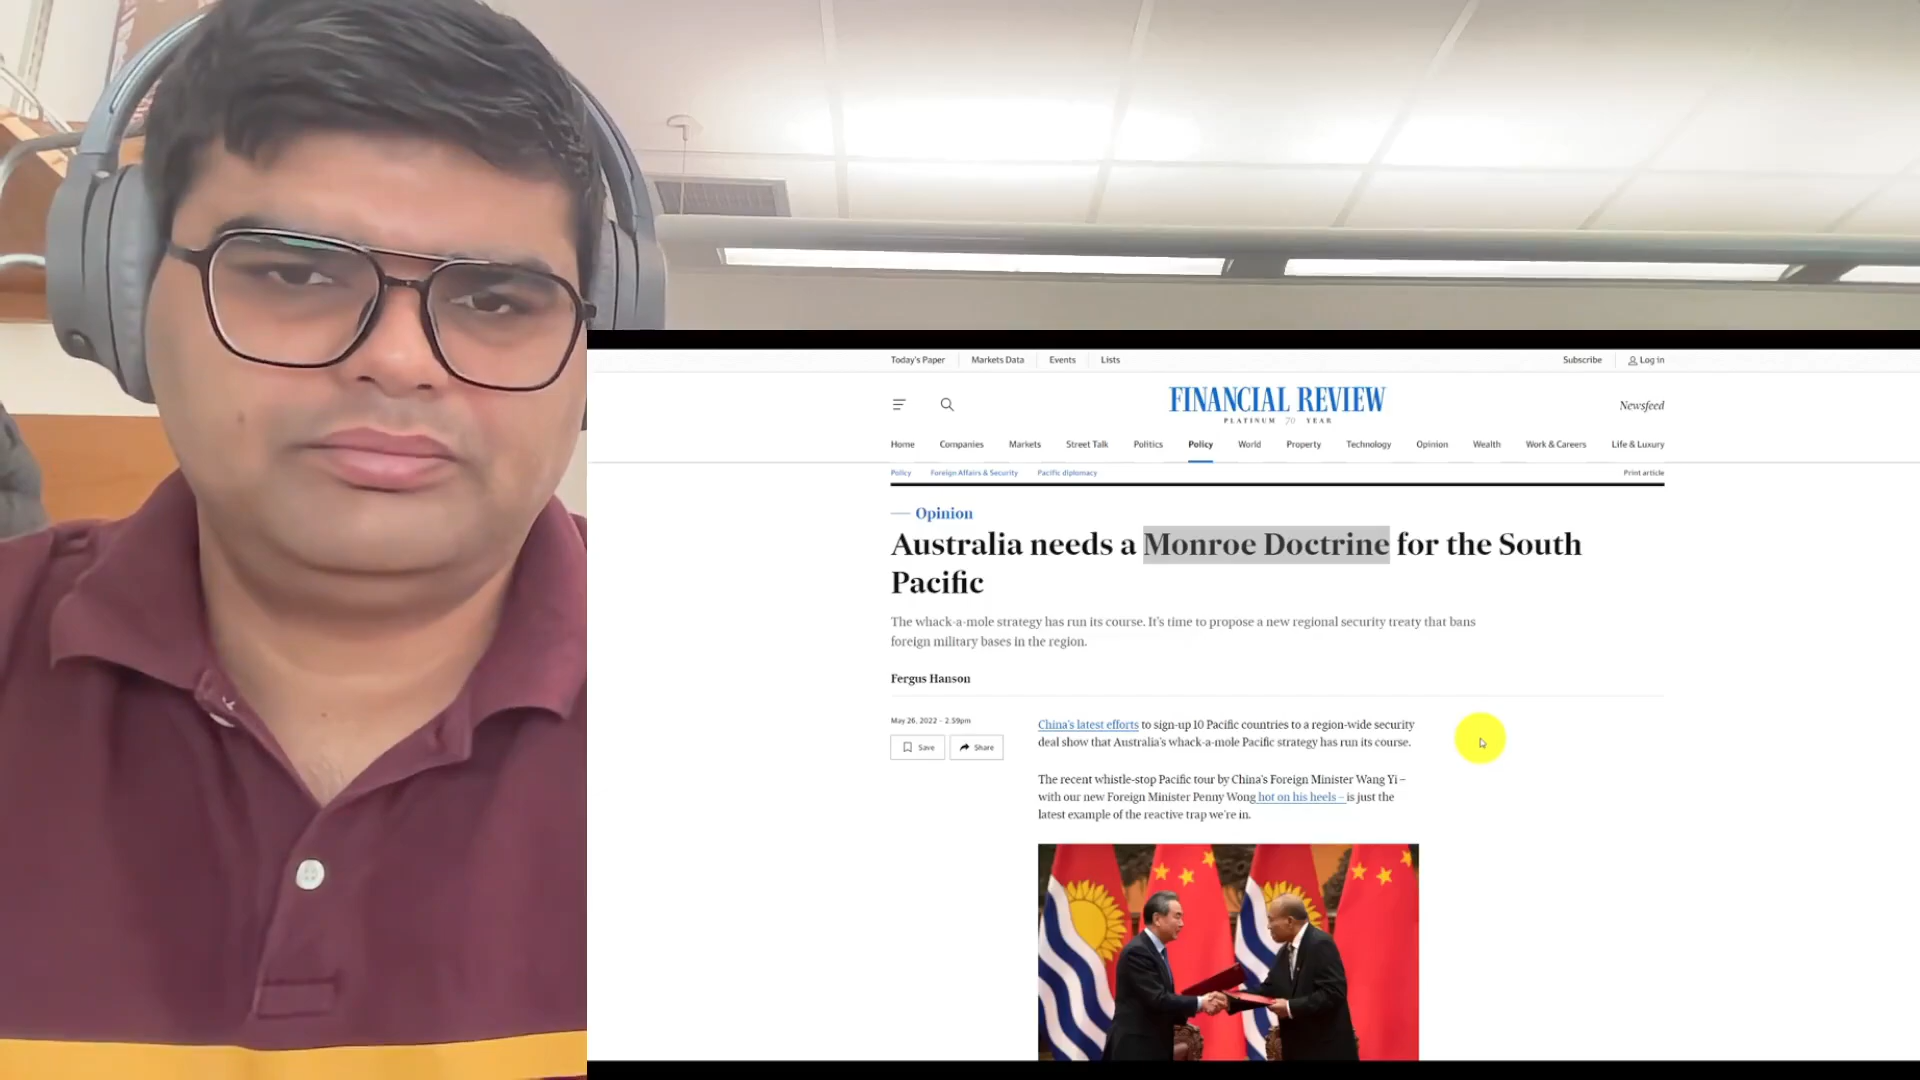 Today's Paper Markets Data Events Lists Subscribe Log in
FINANCIAL REVIEW
PLATINUM 70 YEAR
Newsfeed
Home Companies Markets Street Talk Politics Policy World Property Technology Opinion Wealth Work & Careers Life & Luxury
Policy Foreign Affairs & Security Pacific diplomacy Print article
Opinion
Australia needs a Monroe Doctrine for the South
Pacific
The whack-a-mole strategy has run its course. It's time to propose a new regional security treaty that bans
foreign military bases in the region.
Fergus Hanson
May 26, 2022 – 2.59pm
Save Share
China's latest efforts to sign-up 10 Pacific countries to a region-wide security
deal show that Australia's whack-a-mole Pacific strategy has run its course.
The recent whistle-stop Pacific tour by China's Foreign Minister Wang Yi –
with our new Foreign Minister Penny Wong hot on his heels – is just the
latest example of the reactive trap we're in.